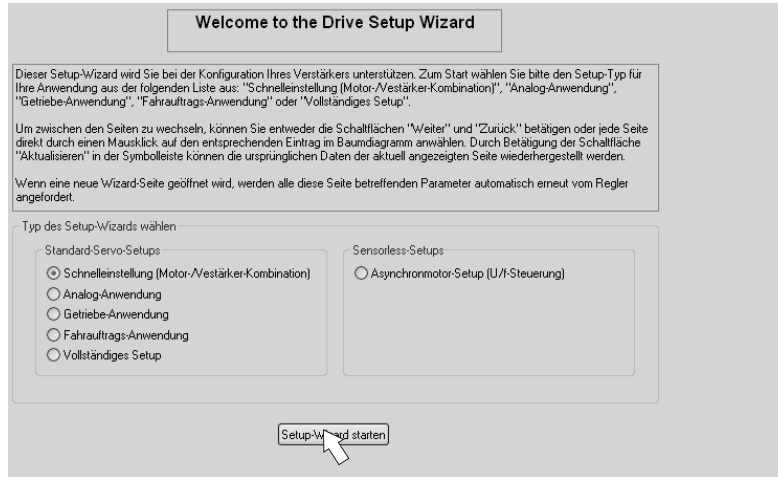 Welcome to the Drive Setup Wizard
Dieser Setup-Wizard wird Sie bei der Konfiguration Ihres Verstärkers unterstützen. Zum Start wählen Sie bitte den Setup-Typ für
Ihre Anwendung aus der folgenden Liste aus: "Schnelleinstellung (Motor-/Vestärker-Kombination)", "Analog-Anwendung",
"Getriebe-Anwendung", "Fahrauftrags-Anwendung" oder "Vollständiges Setup".
Um zwischen den Seiten zu wechseln, können Sie entweder die Schaltflächen "Weiter" und "Zurück" betätigen oder jede Seite
direkt durch einen Mausklick auf den entsprechenden Eintrag im Baumdiagramm anwählen. Durch Betätigung der Schaltfläche
"Aktualisieren" in der Symbolleiste können die ursprünglichen Daten der aktuell angezeigten Seite wiederhergestellt werden.
Wenn eine neue Wizard-Seite geöffnet wird, werden alle diese Seite betreffenden Parameter automatisch erneut vom Regler
angefordert.
Typ des Setup-Wizards wählen
Standard-Servo-Setups
Schnelleinstellung (Motor-/Vestärker-Kombination)
Analog-Anwendung
Getriebe-Anwendung
Fahrauftrags-Anwendung
Vollständiges Setup
Sensorless-Setups
Asynchronmotor-Setup (U/f-Steuerung)
Setup-Wizard starten